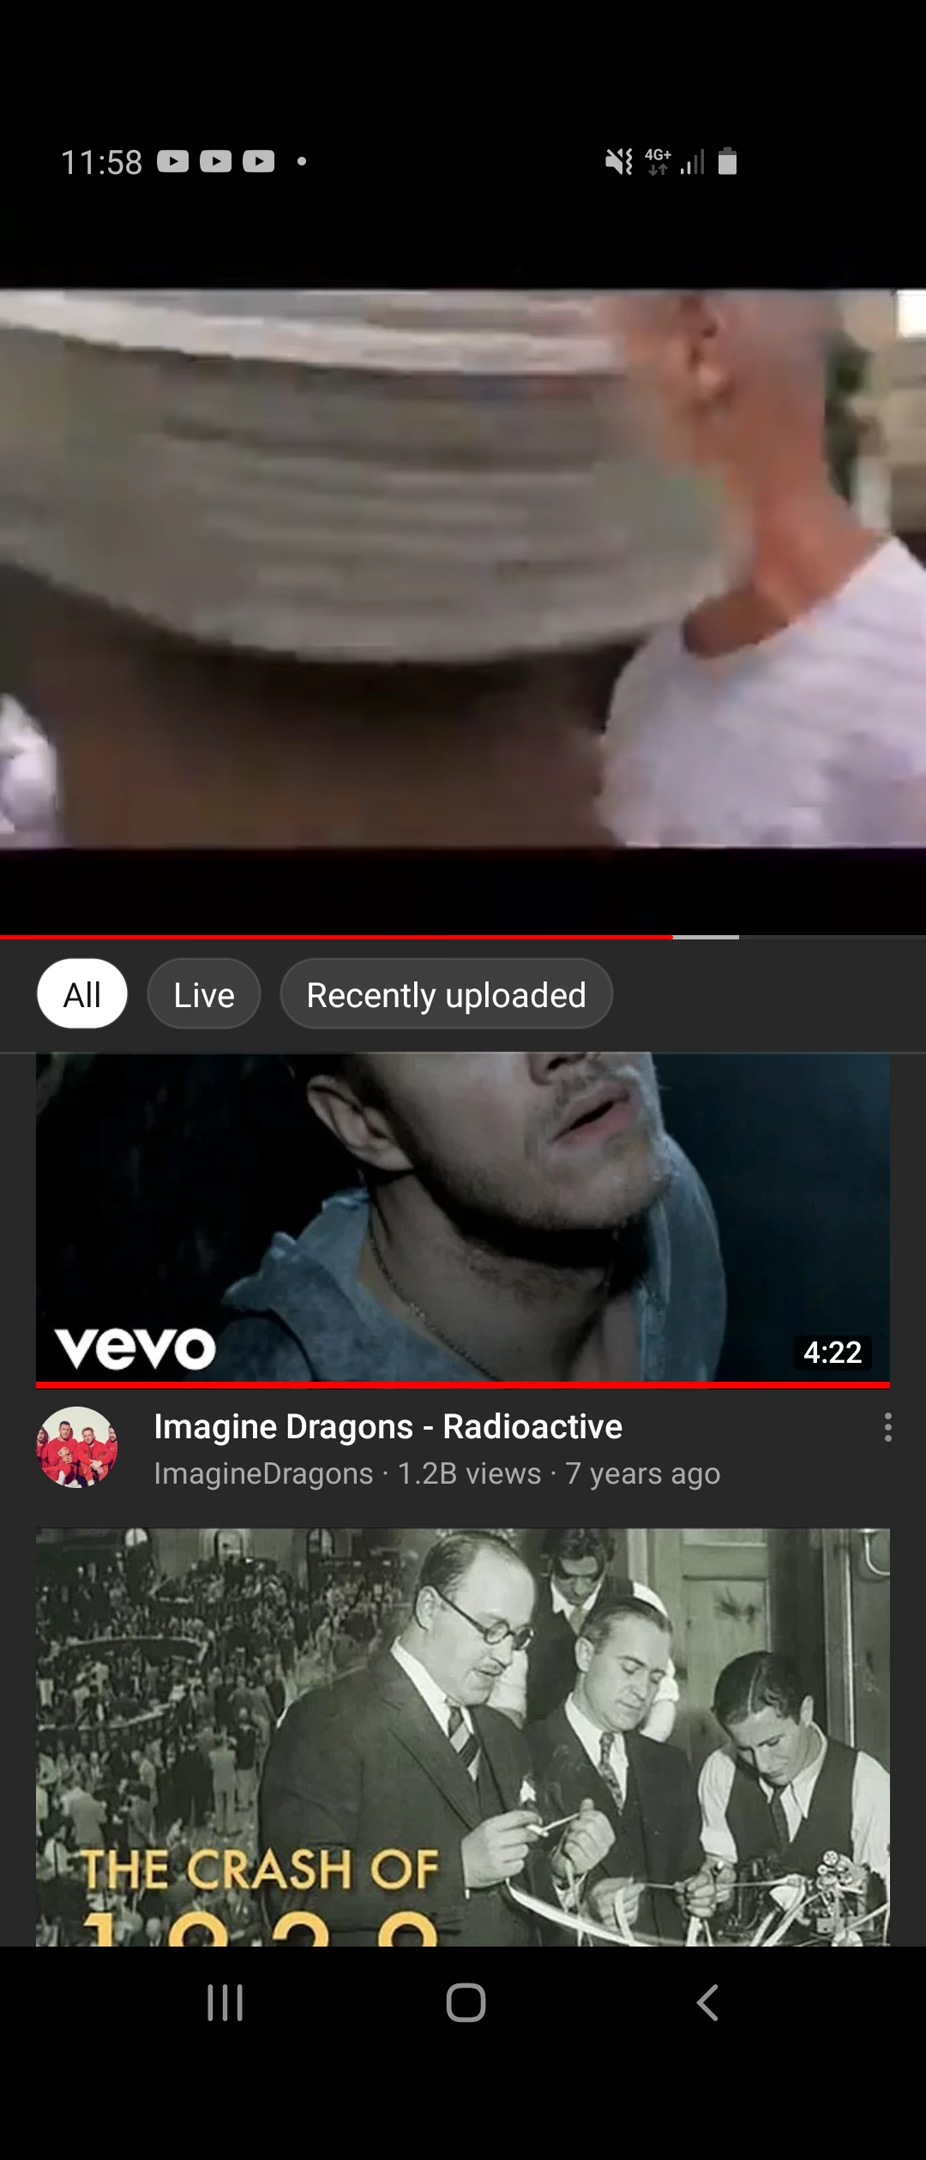 11:58
4G+
All
Live
Recently uploaded
vevo
4:22
Imagine Dragons - Radioactive
ImagineDragons · 1.2B views · 7 years ago
THE CRASH OF
1929